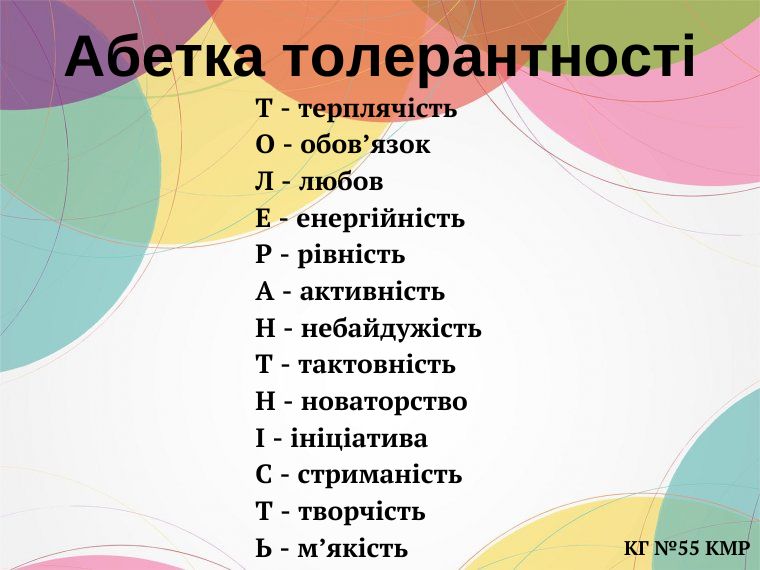 Абетка толерантності
Т - терплячість
О - обов’язок
Л - любов
Е - енергійність
Р - рівність
А - активність
Н - небайдужість
Т - тактовність
Н - новаторство
І - ініціатива
С - стриманість
Т - творчість
Ь - м’якість
КГ №55 КМР